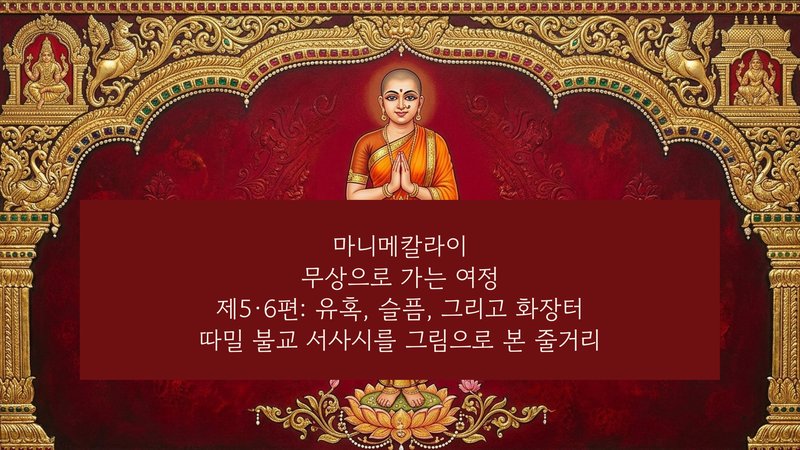 마니메칼라이
무상으로 가는 여정
제5·6편: 유혹, 슬픔, 그리고 화장터
따밀 불교 서사시를 그림으로 본 줄거리